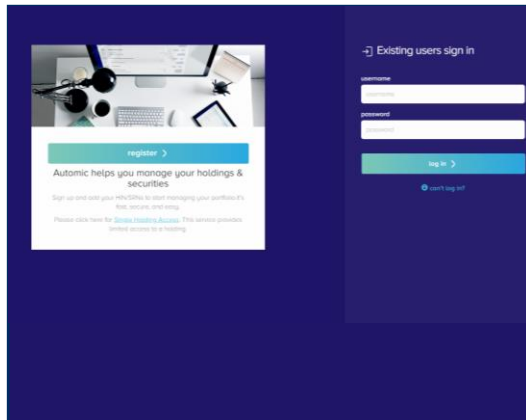 register
Automic helps you manage your holdings &
securities
Sign up and add your HIN/SRNs to start managing your portfolio it's
fast, secure, and easy.
Please click here for Single Holding Access. This service provides
limited access to a holding.
Existing users sign in
username
username
password
password
log in
can't log in?